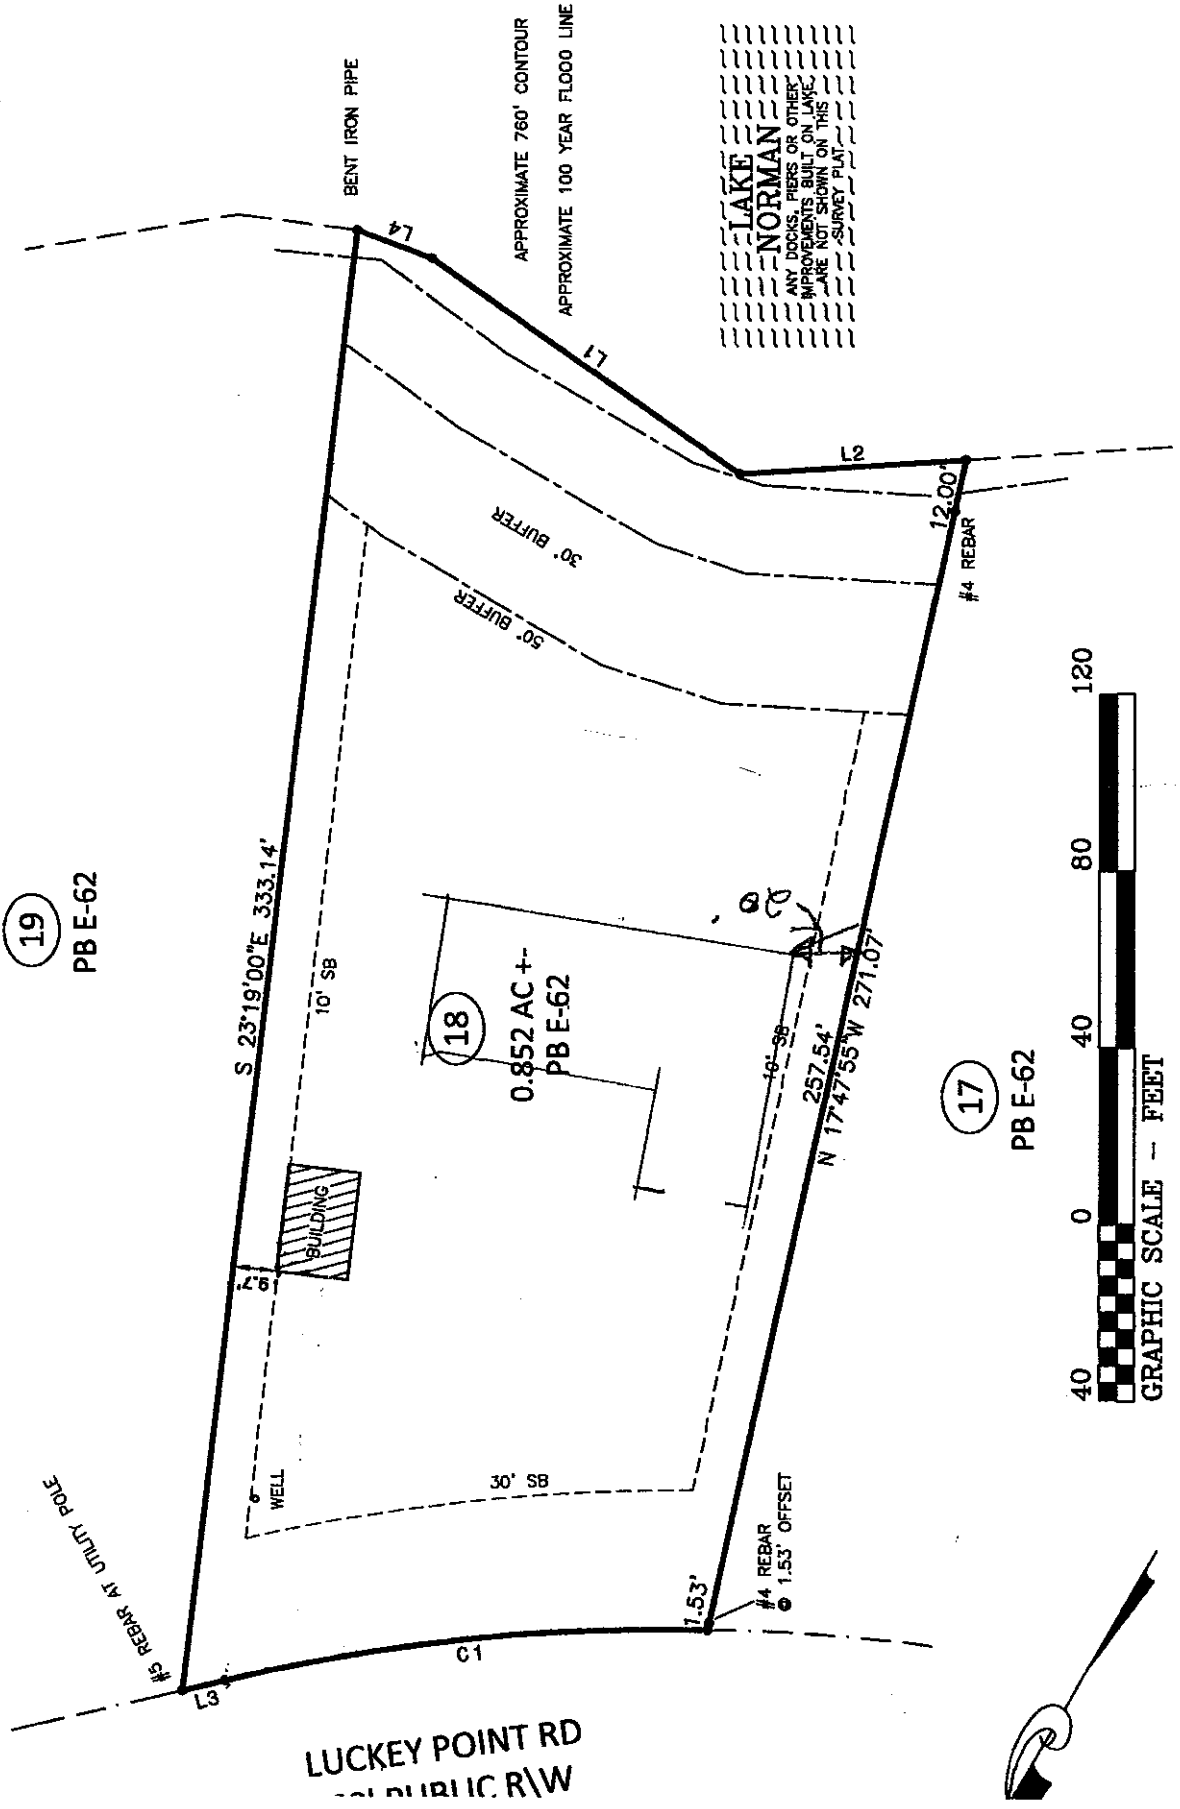 BENT IRON PIPE
APPROXIMATE 760' CONTOUR
APPROXIMATE 100 YEAR FLOOD LINE
LAKE
NORMAN
ANY DOCKS, PIERS OR OTHER
IMPROVEMENTS BUILT ON LAKE
ARE NOT SHOWN ON THIS
SURVEY PLAT
L4
L1
L2
12.00'
#4 REBAR
30' BUFFER
50' BUFFER
19
PB E-62
S 23°19'00"E 333.14'
10' SB
18
0.852 AC +-
PB E-62
BUILDING
9.7'
10' SB
257.54'
N 17°47'55"W 271.07'
17
PB E-62
WELL
30' SB
#5 REBAR AT UTILITY POLE
L3
C1
1.53'
#4 REBAR
@ 1.53' OFFSET
LUCKEY POINT RD
PUBLIC R\W
40 0 40 80 120
GRAPHIC SCALE – FEET